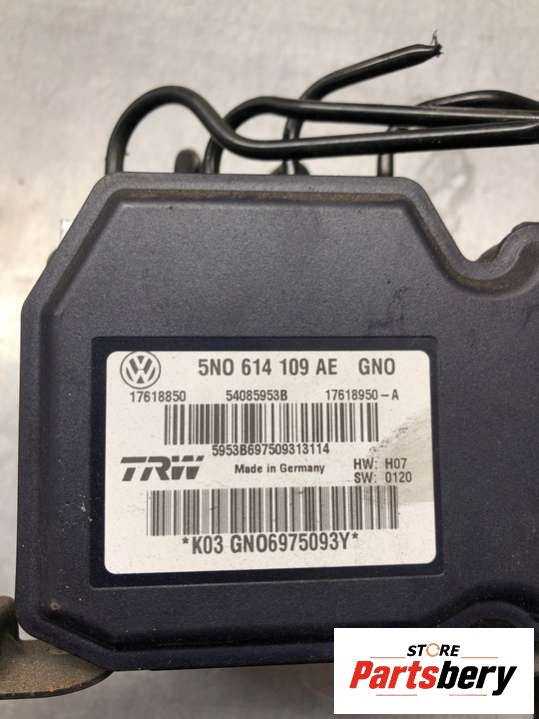 5N0 614 109 AE GNO
17618850 54085953B 17618950-A
5953B697509313114
TRW Made in Germany HW: H07
SW: 0120
*K03 GNO6975093Y*
STORE
Partsbery